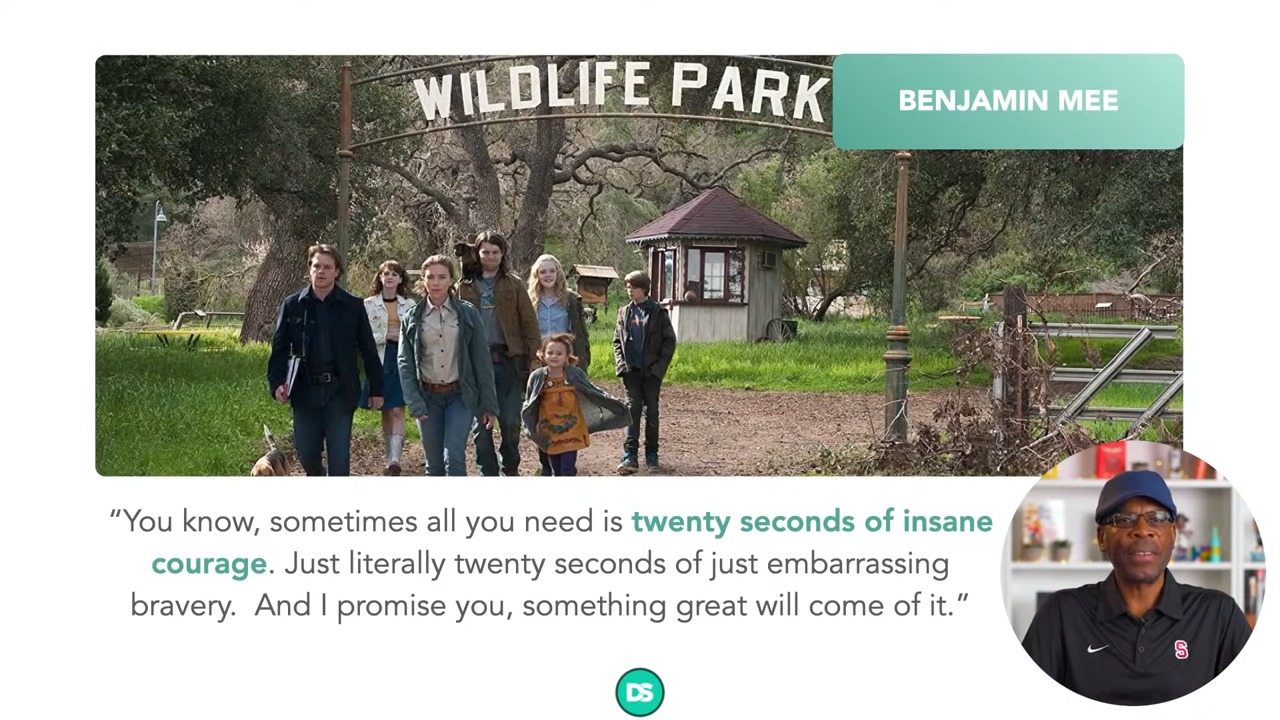 WILDLIFE PARK
BENJAMIN MEE
“You know, sometimes all you need is twenty seconds of insane
courage. Just literally twenty seconds of just embarrassing
bravery.  And I promise you, something great will come of it.”
S
DS